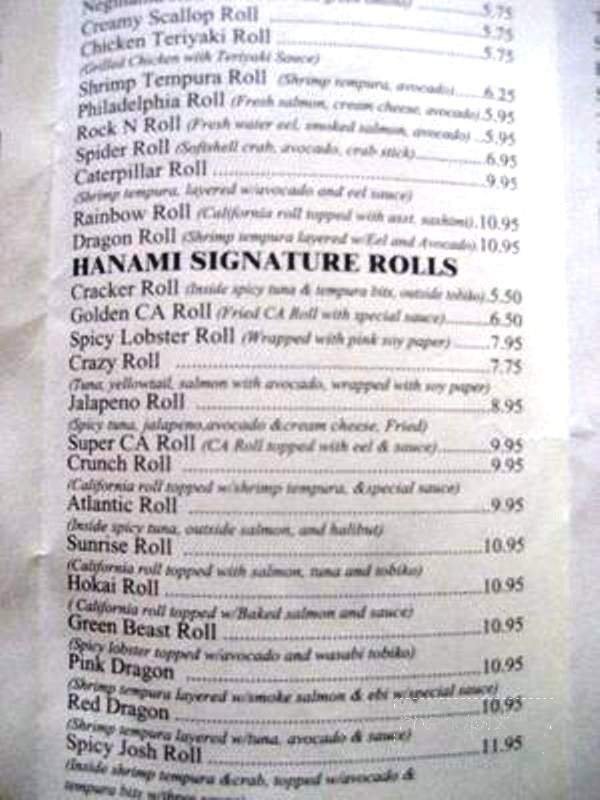 Creamy Scallop Roll ..... 5.75
Chicken Teriyaki Roll ..... 5.75
(Grilled Chicken with Teriyaki Sauce) 5.75
Shrimp Tempura Roll (Shrimp tempura, avocado)......6.25
Philadelphia Roll (Fresh salmon, cream cheese, avocado).5.95
Rock N Roll (Fresh water eel, smoked salmon, avocado) ..5.95
Spider Roll (Softshell crab, avocado, crab stick)..........6.95
Caterpillar Roll ..........9.95
(Shrimp tempura, layered w/avocado and eel sauce)
Rainbow Roll (California roll topped with asst. sashimi).10.95
Dragon Roll (Shrimp tempura layered w/Eel and Avocado).10.95
HANAMI SIGNATURE ROLLS
Cracker Roll (Inside spicy tuna & tempura bits, outside tobiko).5.50
Golden CA Roll (Fried CA Roll with special sauce)..........6.50
Spicy Lobster Roll (Wrapped with pink soy paper) ........7.95
Crazy Roll ..........7.75
(Tuna, yellowtail, salmon with avocado, wrapped with soy paper)
Jalapeno Roll ..........8.95
(Spicy tuna, jalapeno,avocado &cream cheese, Fried)
Super CA Roll (CA Roll topped with eel & sauce)..........9.95
Crunch Roll ..........9.95
(California roll topped w/shrimp tempura, &special sauce)
Atlantic Roll ..........9.95
(Inside spicy tuna, outside salmon, and halibut)
Sunrise Roll ..........10.95
(California roll topped with salmon, tuna and tobiko)
Hokai Roll ..........10.95
( California roll topped w/Baked salmon and sauce)
Green Beast Roll ..........10.95
(Spicy lobster topped w/avocado and wasabi tobiko)
Pink Dragon ..........10.95
(Shrimp tempura layered w/smoke salmon & ebi w/special sauce)
Red Dragon ..........10.95
(Shrimp tempura layered w/tuna, avocado & sauce)
Spicy Josh Roll ..........11.95
(Inside shrimp tempura &crab, topped w/avocado &
tempura bits w/three sauce)